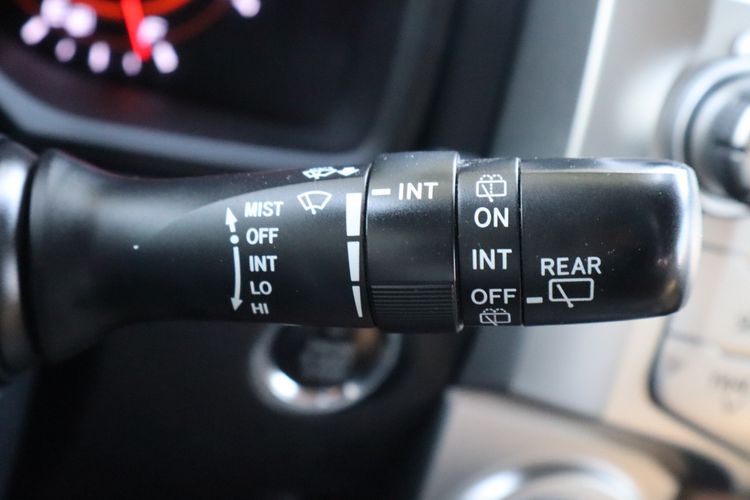 MIST
OFF
INT
LO
HI
INT
ON
INT
OFF
REAR